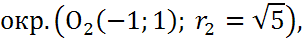 окр. (O₂(−1; 1); r₂ = √5),